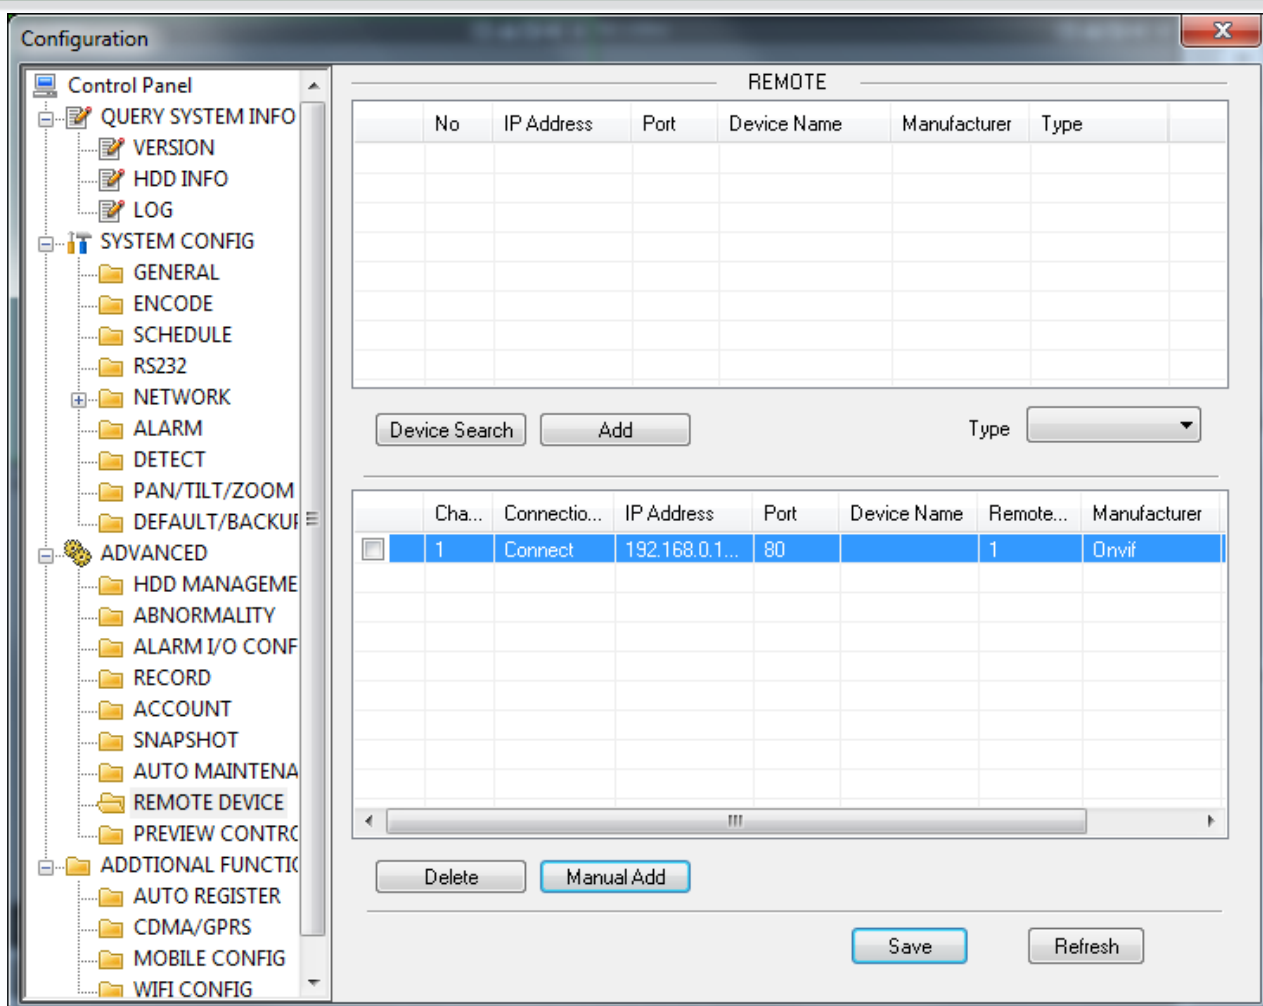 Configuration
Control Panel
QUERY SYSTEM INFO
VERSION
HDD INFO
LOG
SYSTEM CONFIG
GENERAL
ENCODE
SCHEDULE
RS232
NETWORK
ALARM
DETECT
PAN/TILT/ZOOM
DEFAULT/BACKUP
ADVANCED
HDD MANAGEME
ABNORMALITY
ALARM I/O CONF
RECORD
ACCOUNT
SNAPSHOT
AUTO MAINTENA
REMOTE DEVICE
PREVIEW CONTRO
ADDTIONAL FUNCTIO
AUTO REGISTER
CDMA/GPRS
MOBILE CONFIG
WIFI CONFIG
REMOTE
No IP Address Port Device Name Manufacturer Type
Device Search Add Type
Cha... Connectio... IP Address Port Device Name Remote... Manufacturer
1 Connect 192.168.0.1... 80 1 Onvif
Delete Manual Add
Save Refresh